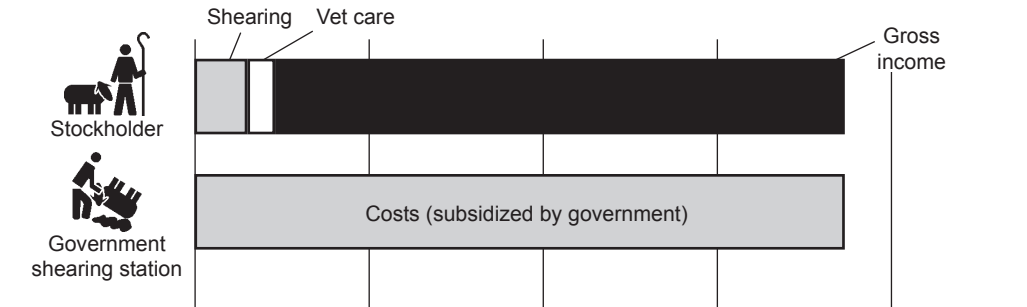 Shearing
Vet care
Gross
income
Stockholder
Costs (subsidized by government)
Government
shearing station